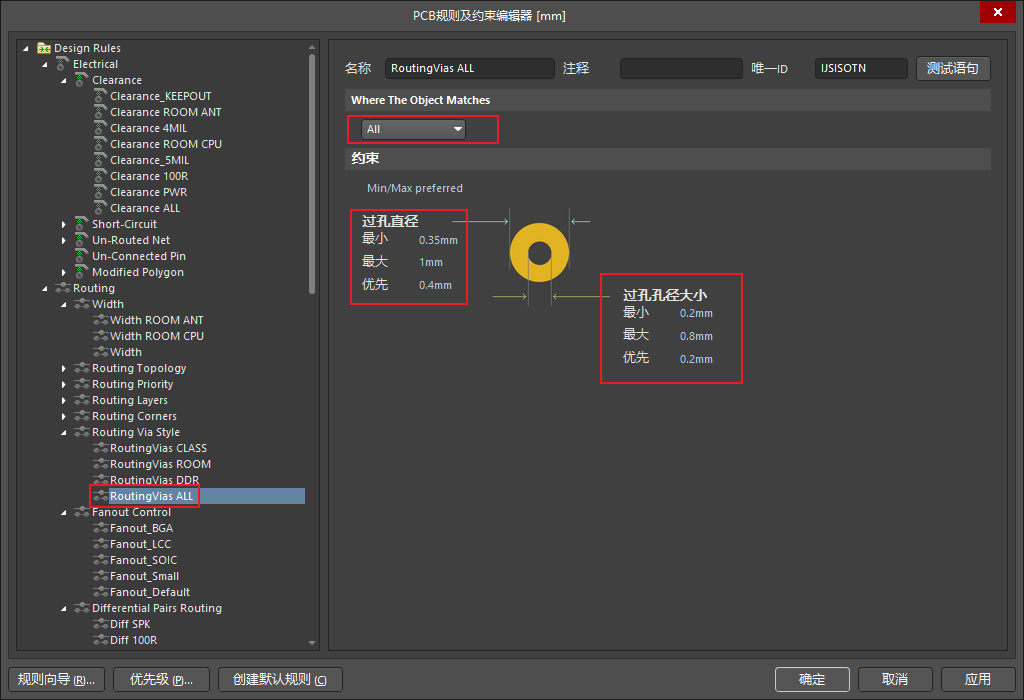 PCB规则及约束编辑器 [mm]
Design Rules
Electrical
Clearance
Clearance_KEEPOUT
Clearance ROOM ANT
Clearance 4MIL
Clearance ROOM CPU
Clearance_5MIL
Clearance 100R
Clearance PWR
Clearance ALL
Short-Circuit
Un-Routed Net
Un-Connected Pin
Modified Polygon
Routing
Width
Width ROOM ANT
Width ROOM CPU
Width
Routing Topology
Routing Priority
Routing Layers
Routing Corners
Routing Via Style
RoutingVias CLASS
RoutingVias ROOM
RoutingVias DDR
RoutingVias ALL
Fanout Control
Fanout_BGA
Fanout_LCC
Fanout_SOIC
Fanout_Small
Fanout_Default
Differential Pairs Routing
Diff SPK
Diff 100R
名称 RoutingVias ALL 注释 唯一ID IJSISOTN 测试语句
Where The Object Matches
All
约束
Min/Max preferred
过孔直径
最小 0.35mm
最大 1mm
优先 0.4mm
过孔孔径大小
最小 0.2mm
最大 0.8mm
优先 0.2mm
规则向导 (R)... 优先级 (P)... 创建默认规则 (C) 确定 取消 应用